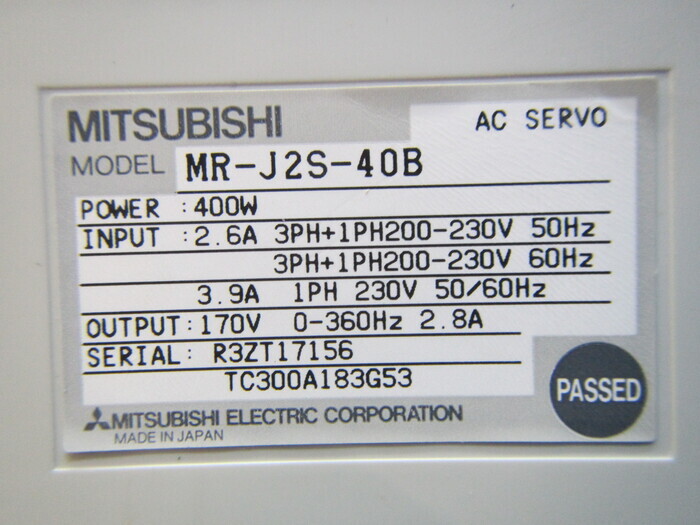 MITSUBISHI
AC SERVO
MODEL MR-J2S-40B
POWER :400W
INPUT :2.6A 3PH+1PH200-230V 50Hz
3PH+1PH200-230V 60Hz
3.9A 1PH 230V 50/60Hz
OUTPUT:170V 0-360Hz 2.8A
SERIAL: R3ZT17156
TC300A183G53
PASSED
MITSUBISHI ELECTRIC CORPORATION
MADE IN JAPAN